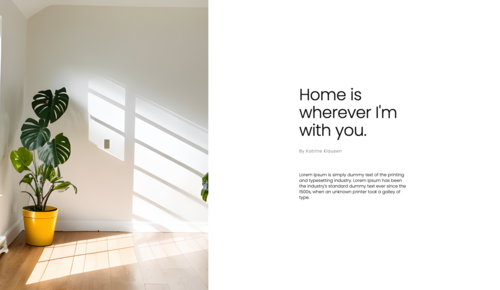 Home is
wherever I'm
with you.
By Katrine Klaussen
Lorem Ipsum is simply dummy text of the printing
and typesetting industry. Lorem Ipsum has been
the industry's standard dummy text ever since the
1500s, when an unknown printer took a galley of
type.